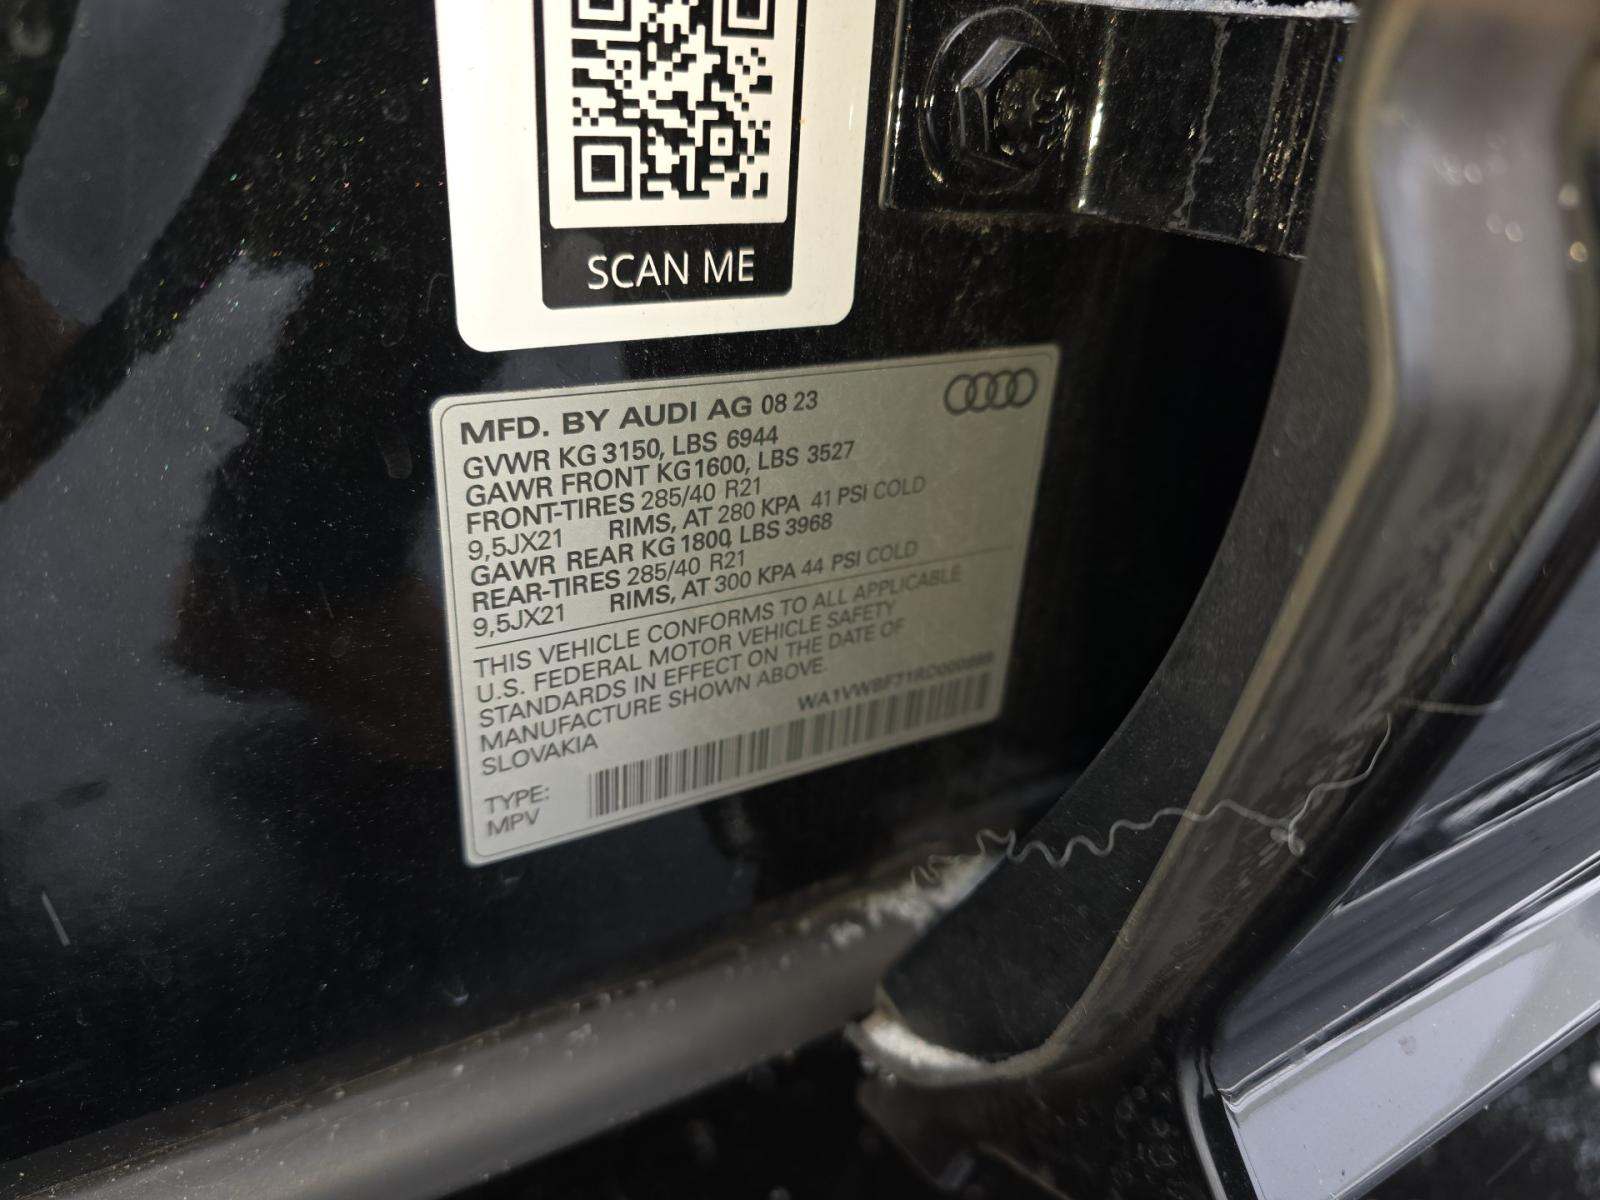 SCAN ME
MFD. BY AUDI AG 08 23
GVWR KG 3150, LBS 6944
GAWR FRONT KG1600, LBS 3527
FRONT-TIRES 285/40 R21
9,5JX21 RIMS, AT 280 KPA 41 PSI COLD
GAWR REAR KG 1800, LBS 3968
REAR-TIRES 285/40 R21
9,5JX21 RIMS, AT 300 KPA 44 PSI COLD
THIS VEHICLE CONFORMS TO ALL APPLICABLE
U.S. FEDERAL MOTOR VEHICLE SAFETY
STANDARDS IN EFFECT ON THE DATE OF
MANUFACTURE SHOWN ABOVE.
SLOVAKIA
TYPE:
MPV